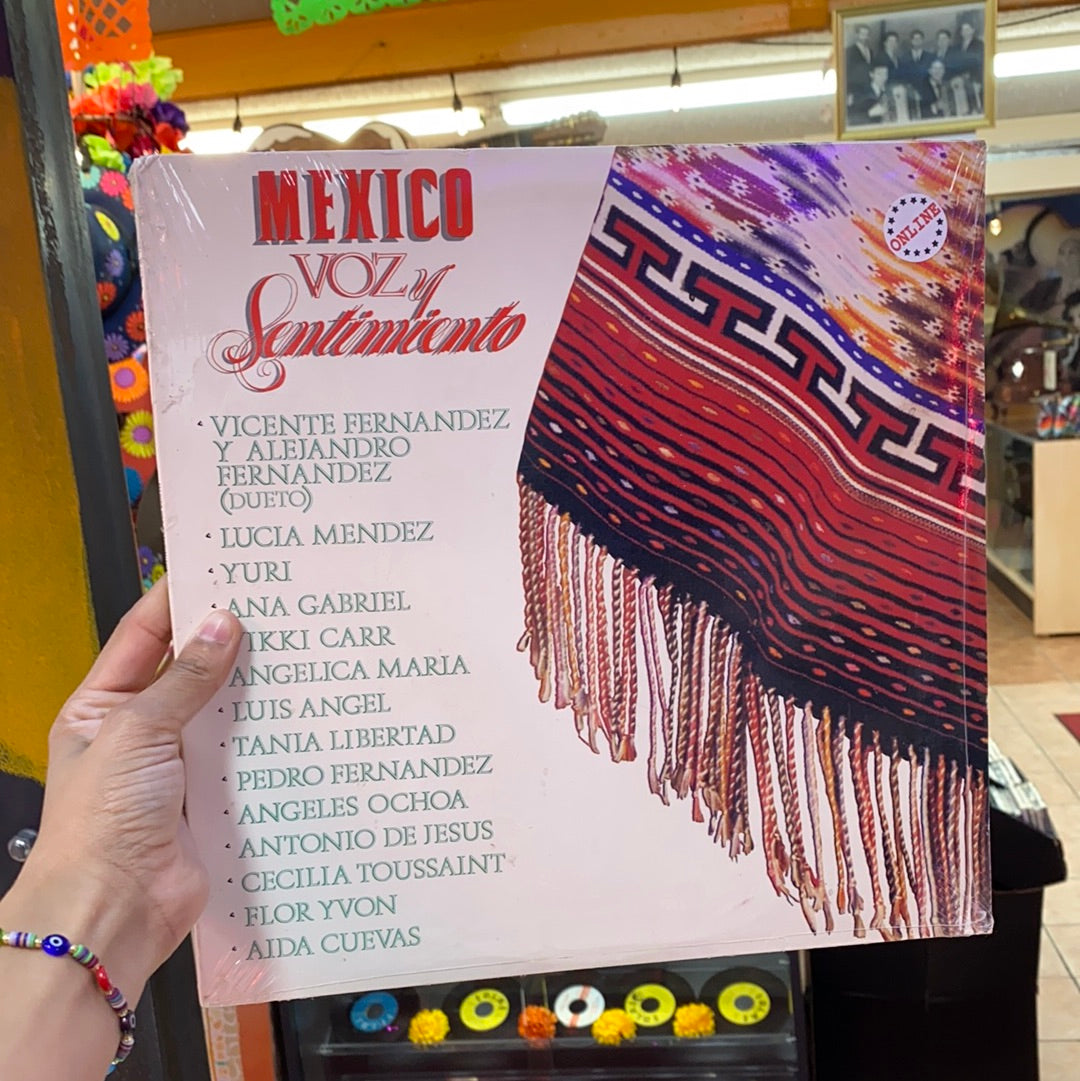 MEXICO
VOZ y
Sentimiento
VICENTE FERNANDEZ
Y ALEJANDRO
FERNANDEZ
(DUETO)
LUCIA MENDEZ
YURI
ANA GABRIEL
IKKI CARR
ANGELICA MARIA
LUIS ANGEL
TANIA LIBERTAD
PEDRO FERNANDEZ
ANGELES OCHOA
ANTONIO DE JESUS
CECILIA TOUSSAINT
FLOR YVON
AIDA CUEVAS
ONLINE